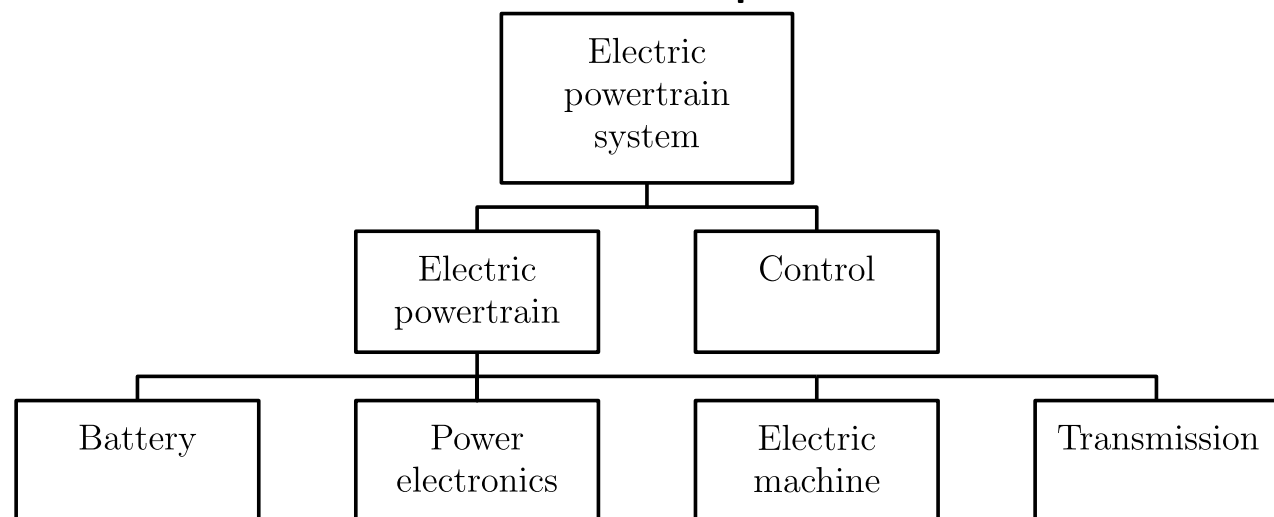 Electric
powertrain
system
Electric
powertrain
Control
Battery
Power
electronics
Electric
machine
Transmission